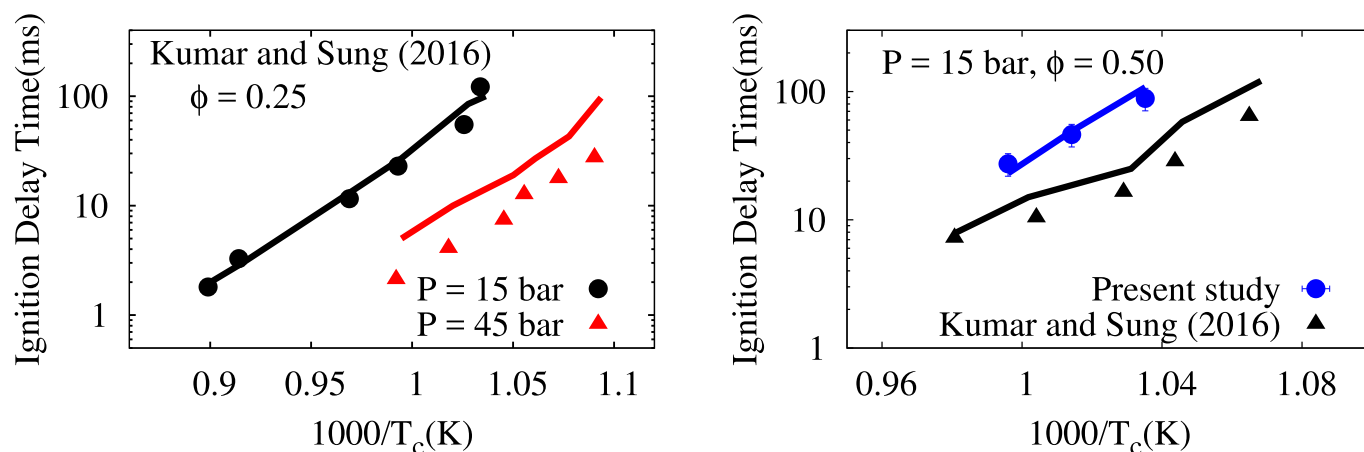 Ignition Delay Time(ms)
Kumar and Sung (2016)
ϕ = 0.25
100
10
1
P = 15 bar
P = 45 bar
0.9 0.95 1 1.05 1.1
1000/Tc(K)
Ignition Delay Time(ms)
P = 15 bar, ϕ = 0.50
100
10
1
Present study
Kumar and Sung (2016)
0.96 1 1.04 1.08
1000/Tc(K)